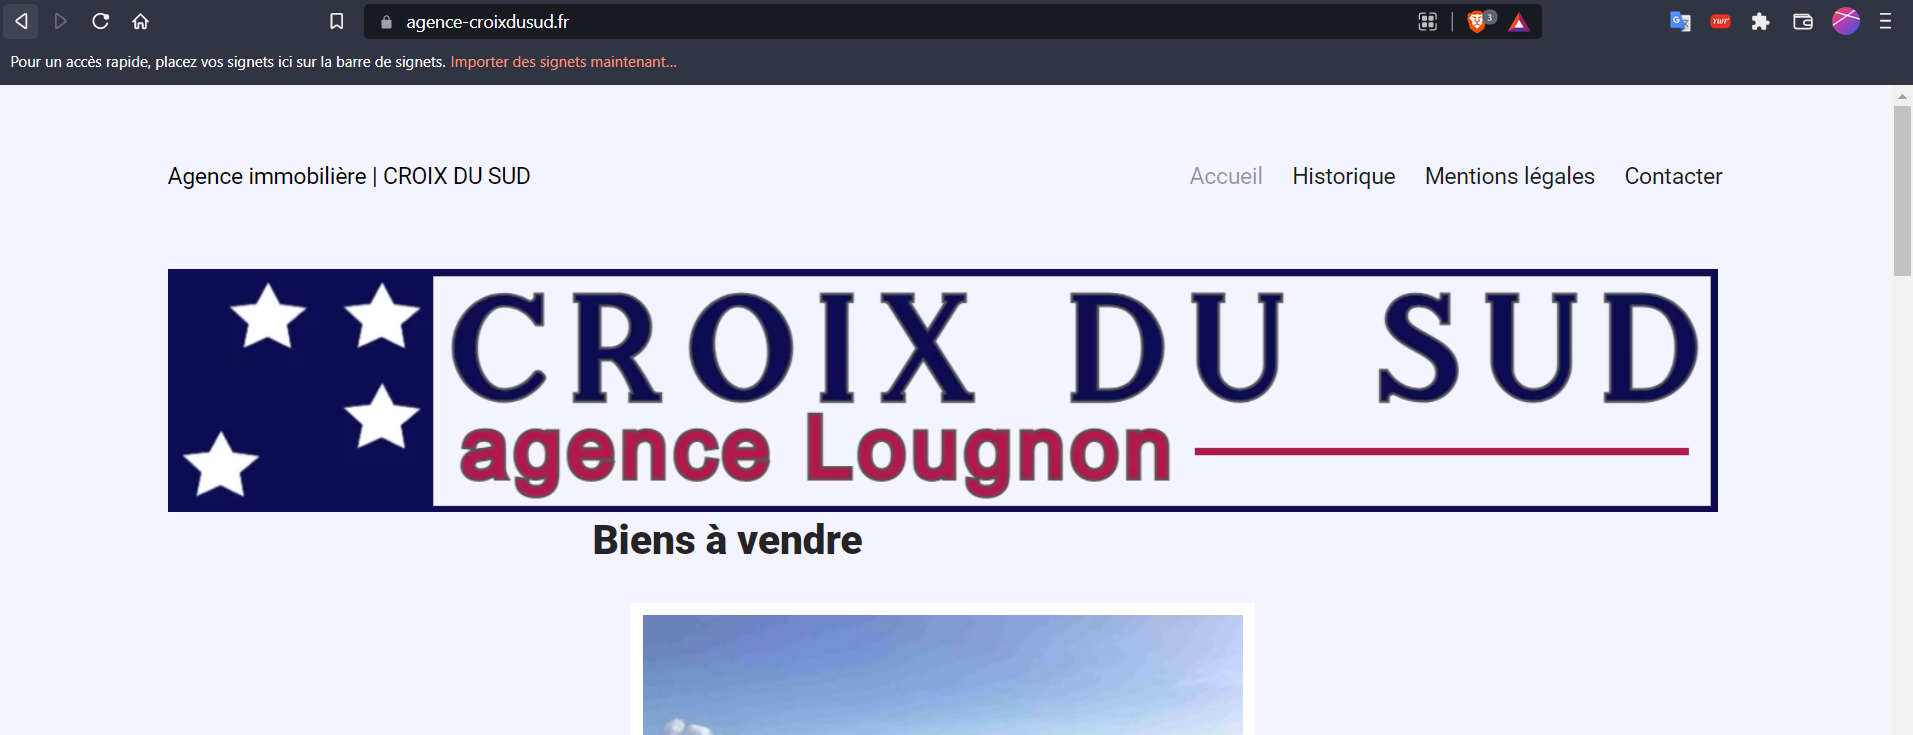 agence-croixdusud.fr
3
Pour un accès rapide, placez vos signets ici sur la barre de signets. Importer des signets maintenant...
Agence immobilière | CROIX DU SUD
Accueil Historique Mentions légales Contacter
CROIX DU SUD
agence Lougnon
Biens à vendre